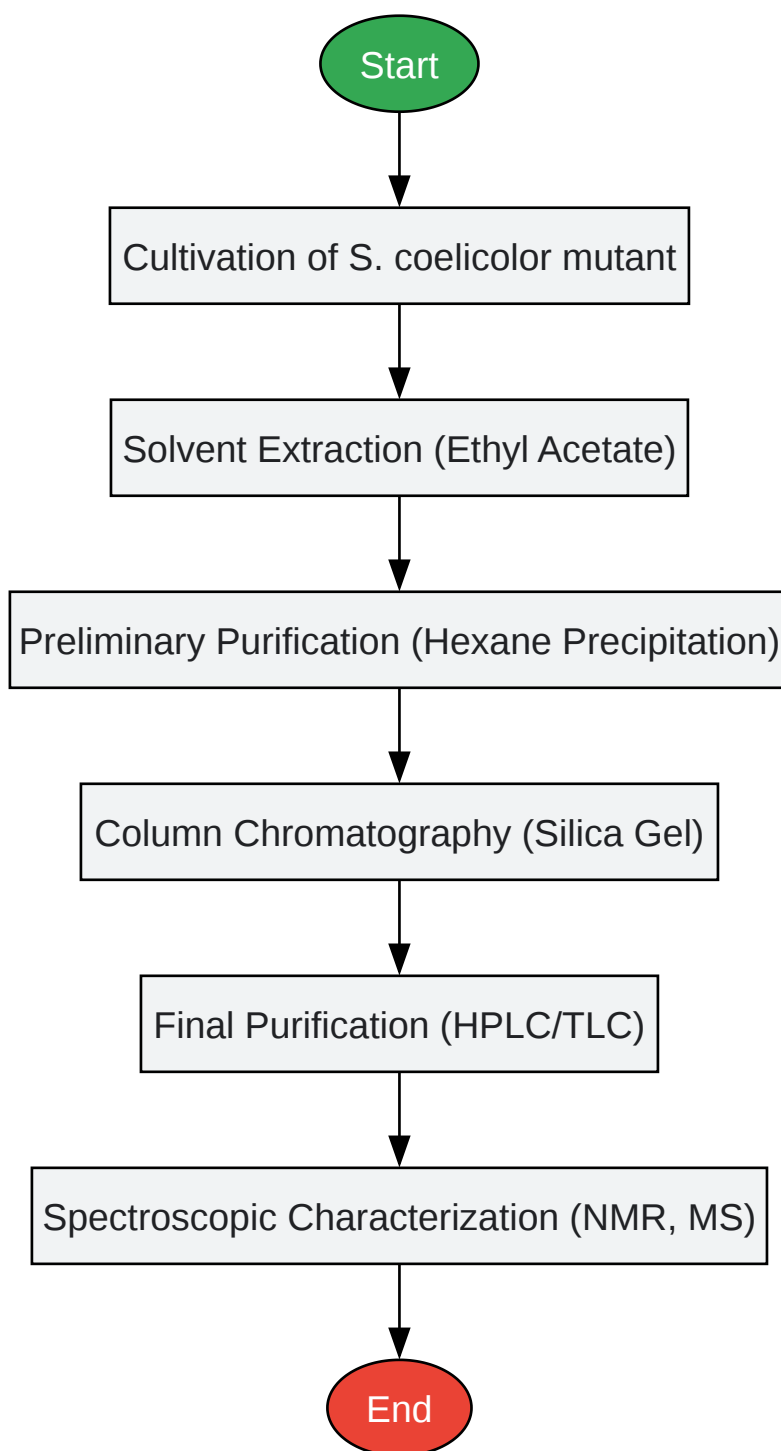 Start
Cultivation of S. coelicolor mutant
Solvent Extraction (Ethyl Acetate)
Preliminary Purification (Hexane Precipitation)
Column Chromatography (Silica Gel)
Final Purification (HPLC/TLC)
Spectroscopic Characterization (NMR, MS)
End